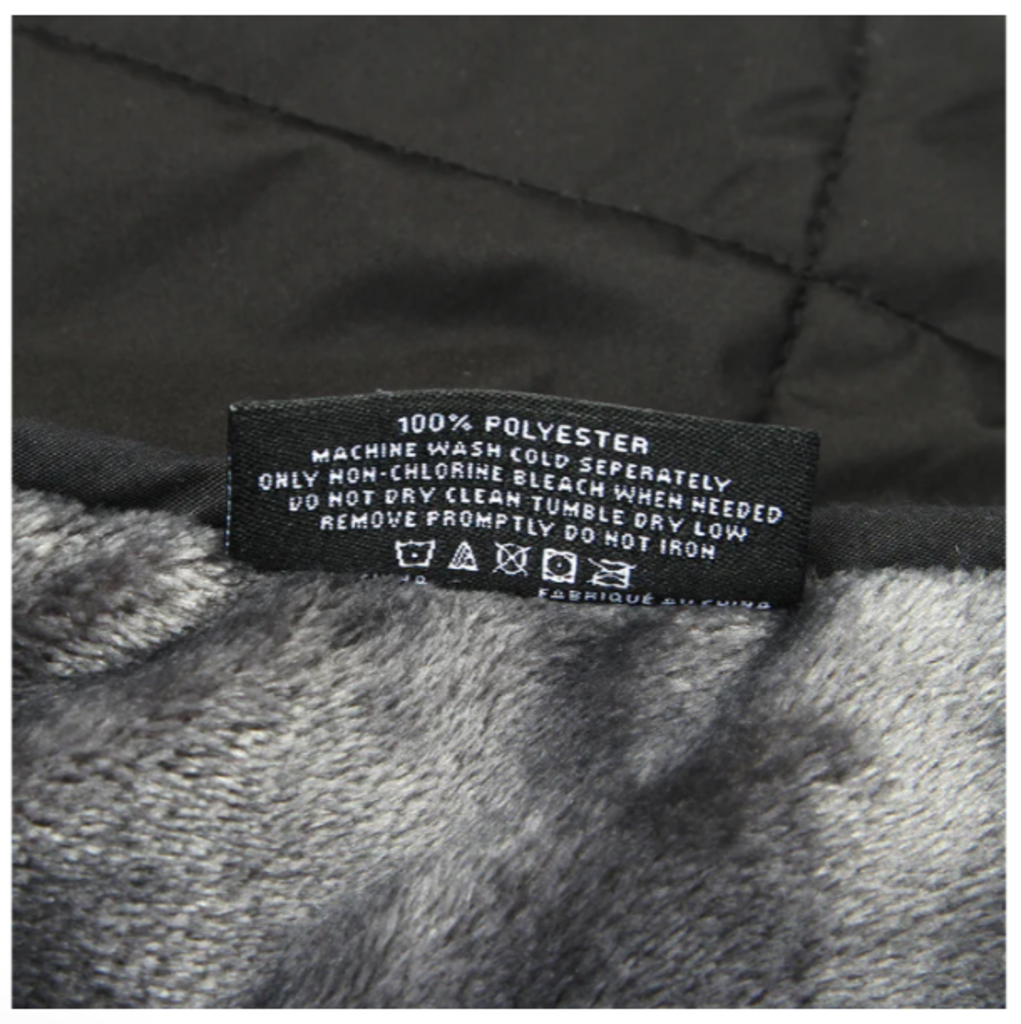 100% POLYESTER
MACHINE WASH COLD SEPERATELY
ONLY NON-CHLORINE BLEACH WHEN NEEDED
DO NOT DRY CLEAN TUMBLE DRY LOW
REMOVE PROMPTLY DO NOT IRON
FABRIQUÉ AU CHINA